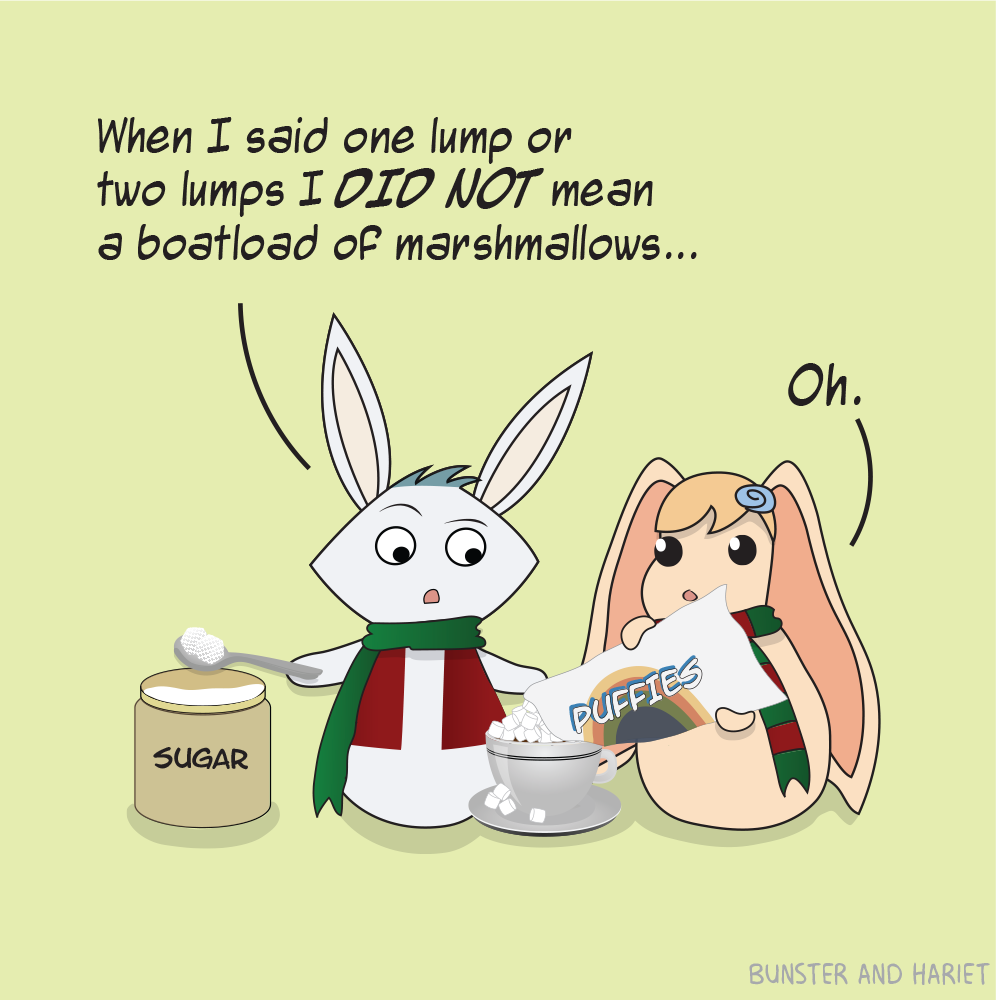 When I said one lump or
two lumps I DID NOT mean
a boatload of marshmallows...
Oh.
PUFFIES
SUGAR
BUNSTER AND HARIET